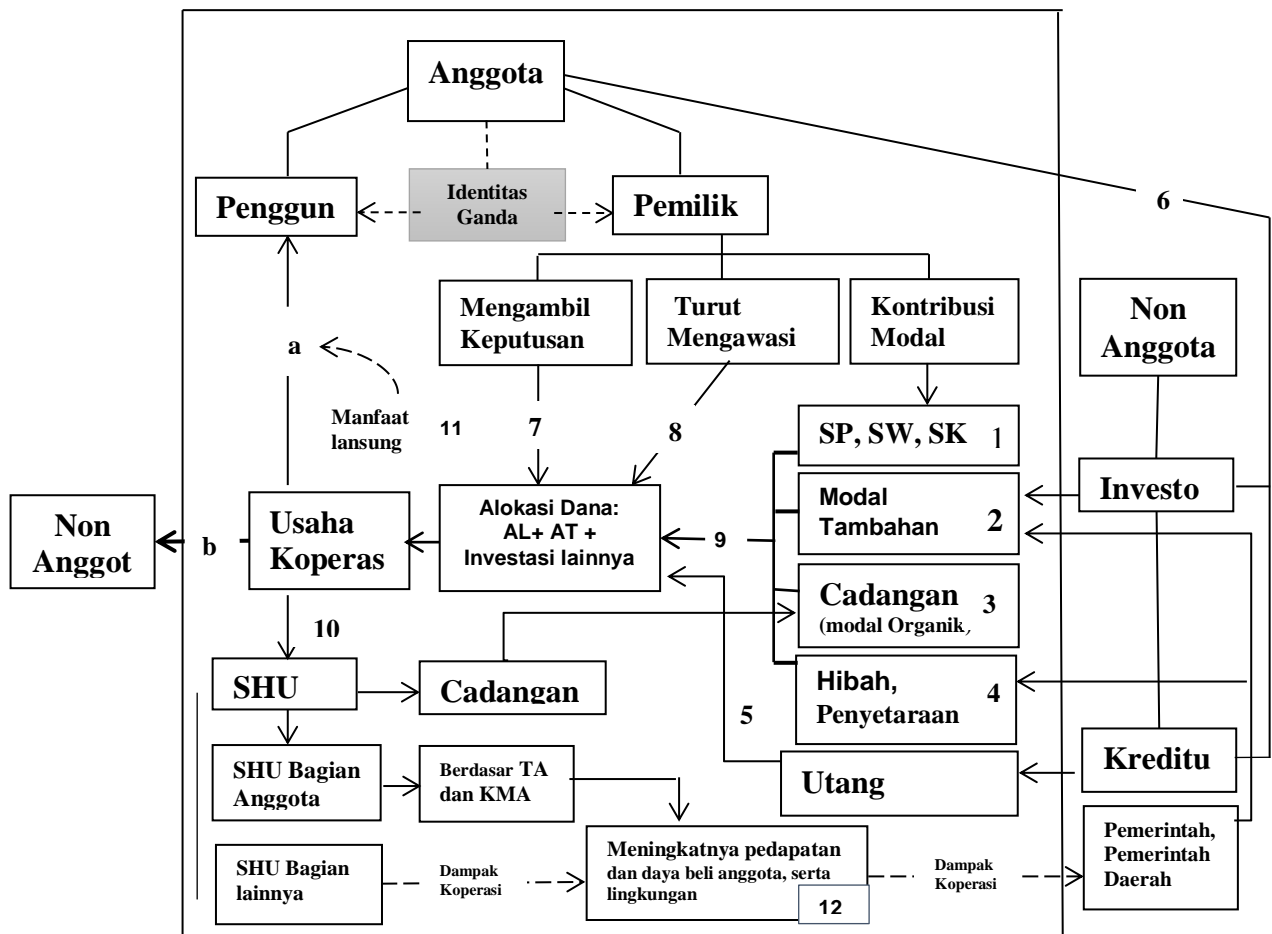 Anggota
Penggun
Identitas
Ganda
Pemilik
6
Mengambil
Keputusan
Turut
Mengawasi
Kontribusi
Modal
Non
Anggota
a
Manfaat
lansung
11
7
8
SP, SW, SK 1
Modal
Tambahan
2
Investo
Non
Anggot
b
Usaha
Koperas
Alokasi Dana:
AL+ AT +
Investasi lainnya
9
Cadangan
(modal Organik,
3
10
SHU
Cadangan
Hibah,
Penyetaraan
4
5
SHU Bagian
Anggota
Berdasar TA
dan KMA
Utang
Kreditu
SHU Bagian
lainnya
Dampak
Koperasi
Meningkatnya pedapatan
dan daya beli anggota, serta
lingkungan
12
Dampak
Koperasi
Pemerintah,
Pemerintah
Daerah